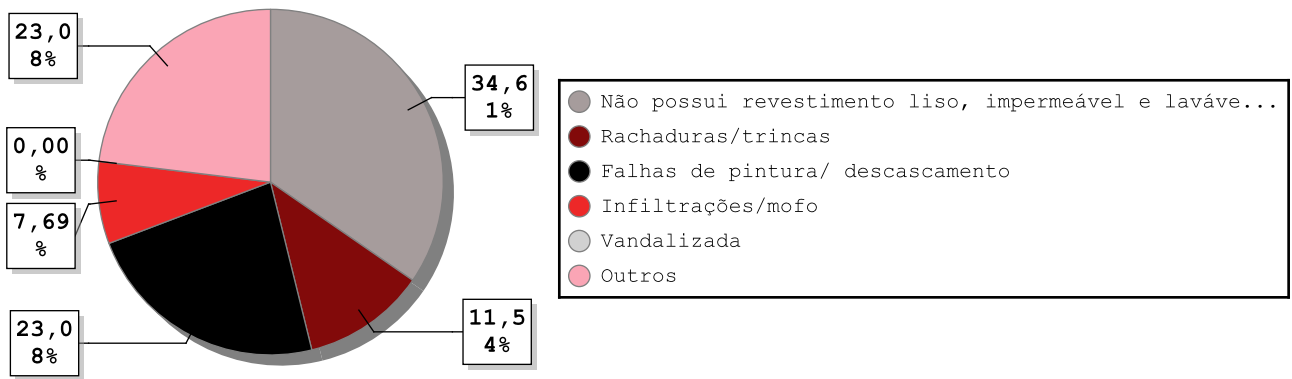 23,0
8%
34,6
1%
0,00
%
7,69
%
23,0
8%
11,5
4%
Não possui revestimento liso, impermeável e laváve...
Rachaduras/trincas
Falhas de pintura/ descascamento
Infiltrações/mofo
Vandalizada
Outros